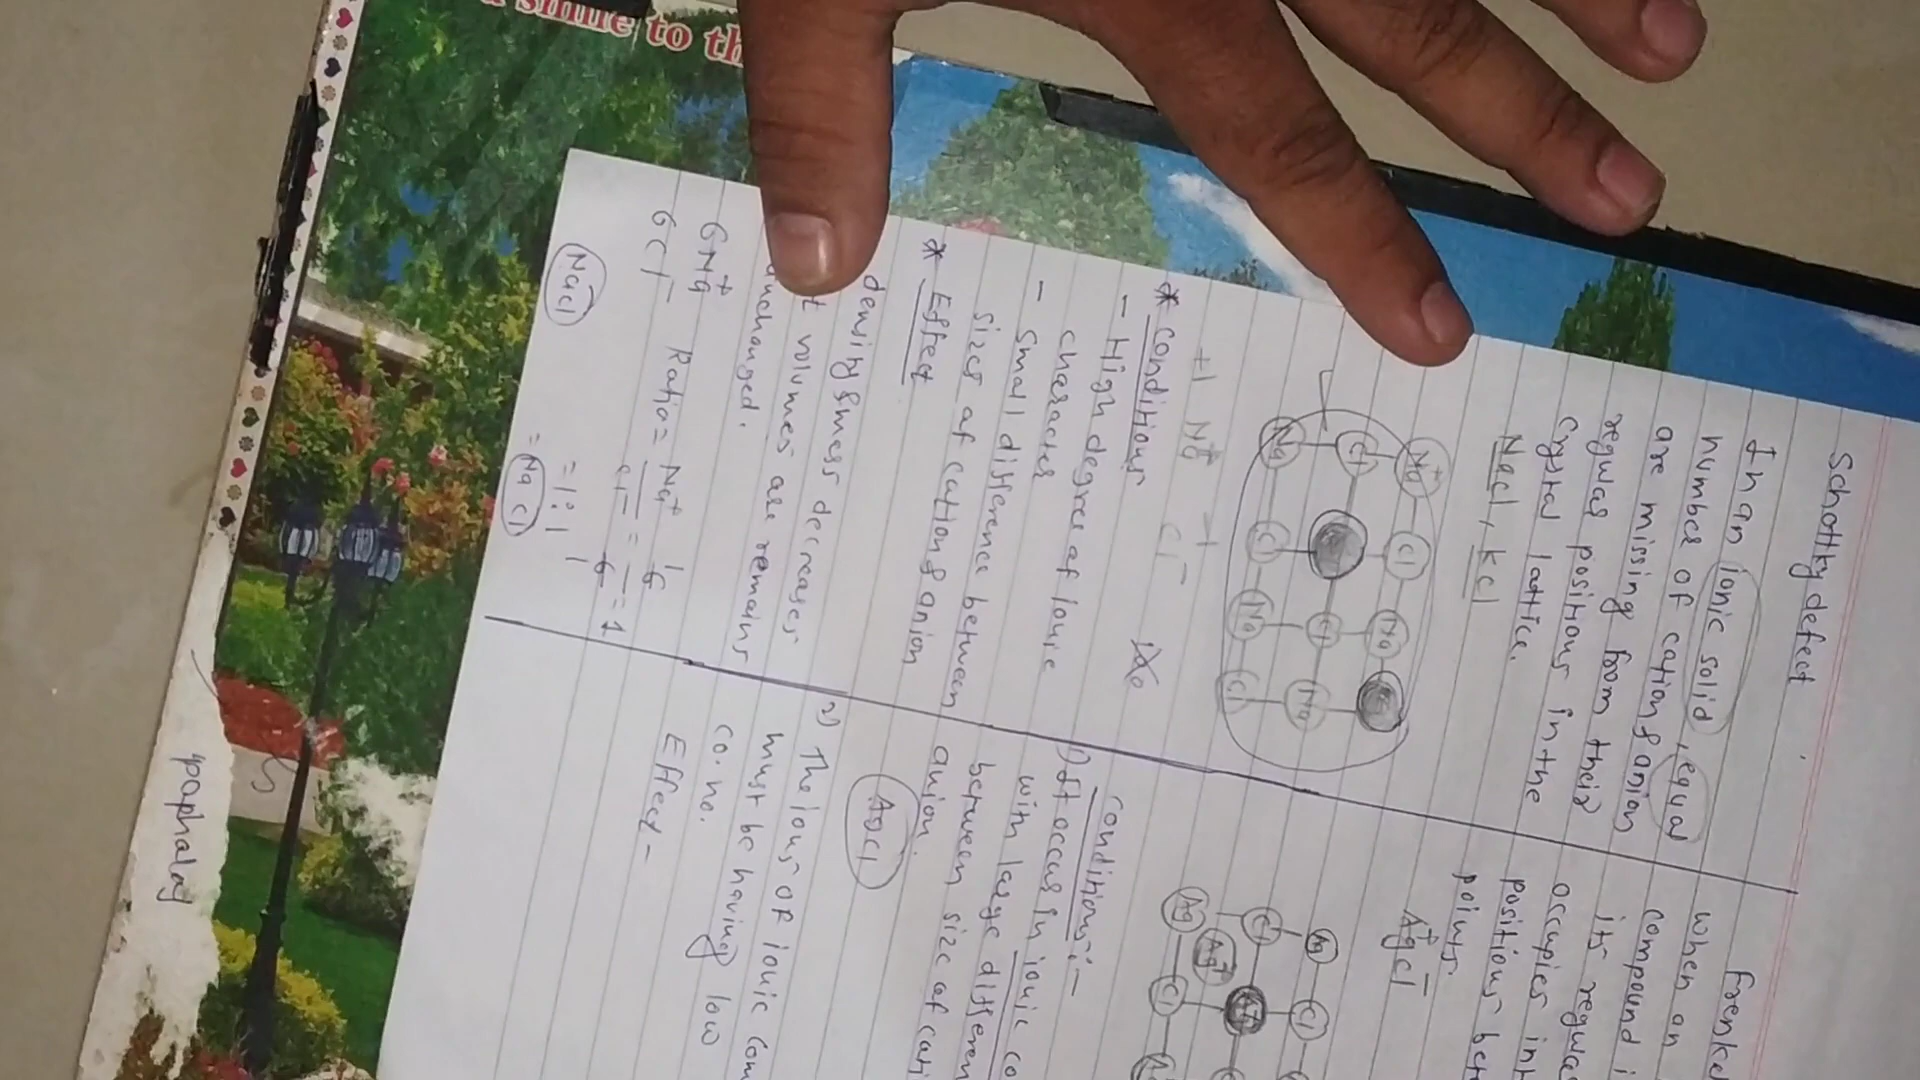 smile to th
Schottky defect
In an ionic solid, equal
number of cation & anion
are missing from their
regular positions in the
crystal lattice.
NaCl, KCl
Na Cl Na+
Cl Cl
Na Cl Na
Cl Na
+1 Na+ Cl-
* Conditions
- High degree of ionic
character
- small difference between
sizes of cation & anion
* Effect
density & mess decreases
t volumes are remains
unchanged.
6Na+
6Cl- Ratio = Na+/Cl- = 6/6 = 1
= 1:1
NaCl = NaCl
Frenkel
when an
compound i
its regula
occupies int
positions bet
points.
Ag+Cl-
Ag Cl Ag
Ag+
Cl Cl
Conditions:-
1) It occurs in ionic co
with large differen
between size of cati
anion.
AgCl
2) The ions or ionic com
must be having low
co. no.
Effect -
paphalay